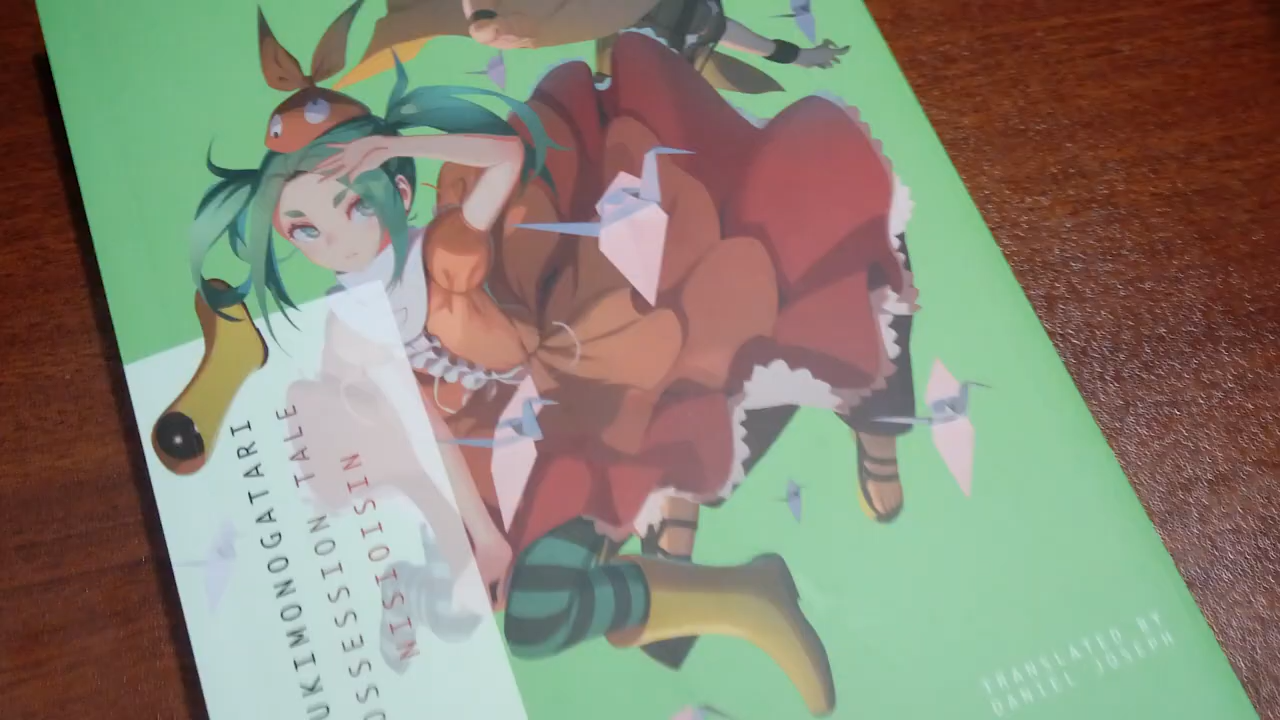 UKIMONOGATARI
OSSESSION TALE
NISIOISIN
TRANSLATED BY
DANIEL JOSEPH